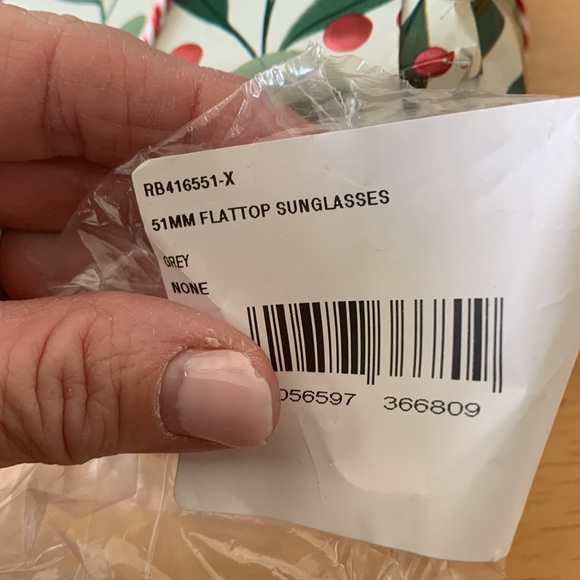 RB416551-X
51MM FLATTOP SUNGLASSES
GREY
NONE
056597 366809